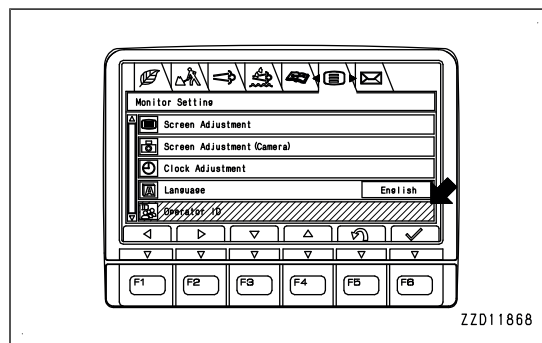 Monitor Setting
Screen Adjustment
Screen Adjustment (Camera)
Clock Adjustment
Language English
Operator ID
F1 F2 F3 F4 F5 F6
ZZD11868